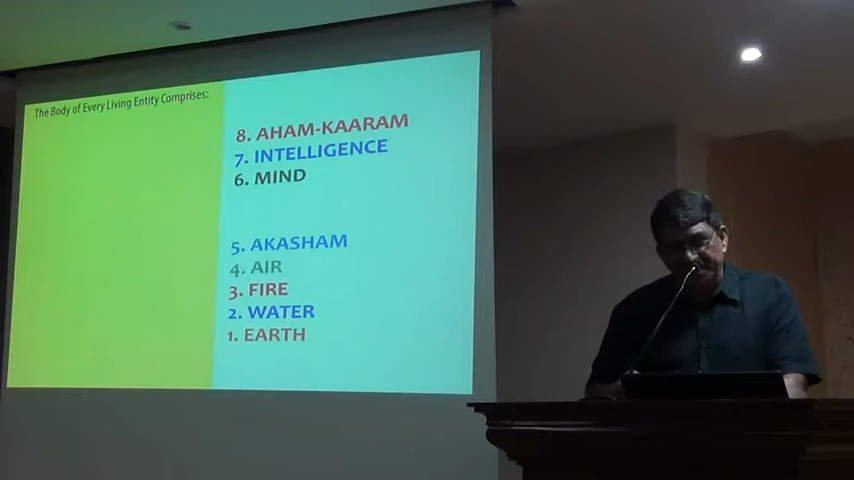 The Body of Every Living Entity Comprises:
8. AHAM-KAARAM
7. INTELLIGENCE
6. MIND
5. AKASHAM
4. AIR
3. FIRE
2. WATER
1. EARTH